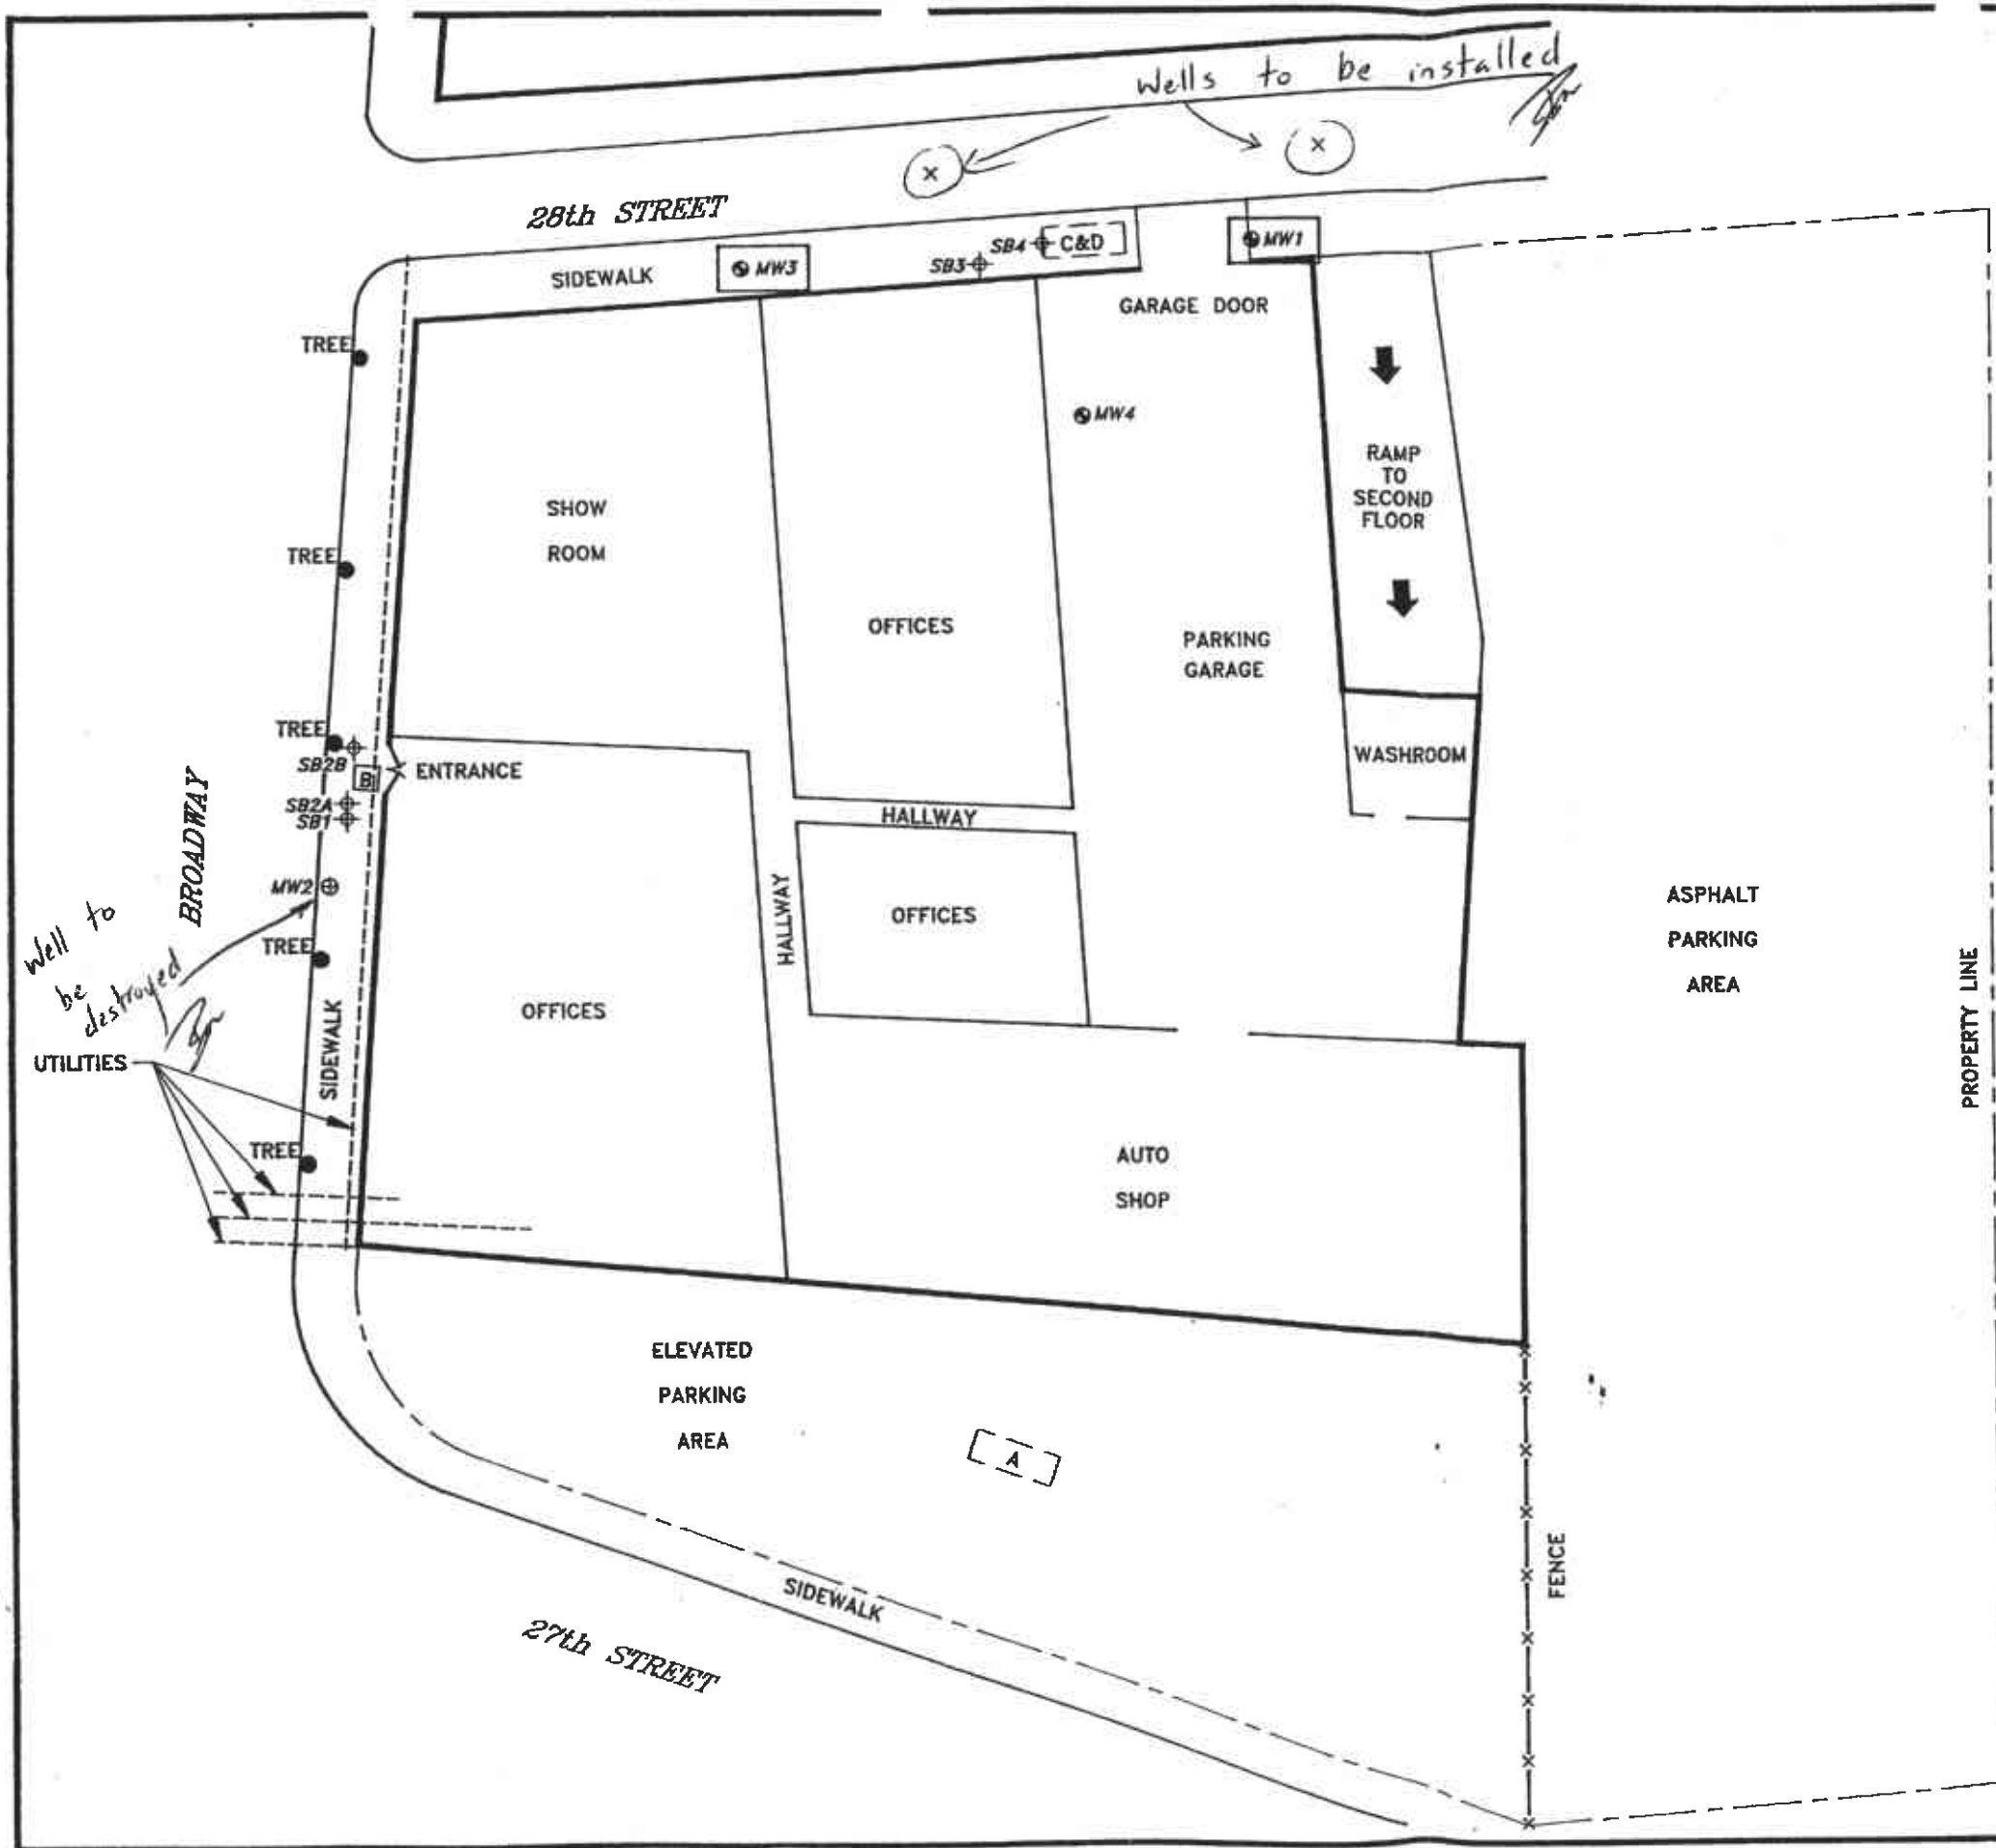 Wells to be installed
x
x
28th STREET
SB4
C&D
MW1
SB3
MW3
SIDEWALK
GARAGE DOOR
TREE
MW4
RAMP
TO
SECOND
FLOOR
SHOW
ROOM
TREE
OFFICES
PARKING
GARAGE
TREE
SB2B
B
ENTRANCE
WASHROOM
SB2A
SB1
HALLWAY
BROADWAY
MW2
HALLWAY
OFFICES
ASPHALT
PARKING
AREA
Well to
be
destroyed
TREE
OFFICES
SIDEWALK
UTILITIES
PROPERTY LINE
TREE
AUTO
SHOP
ELEVATED
PARKING
AREA
A
FENCE
SIDEWALK
27th STREET